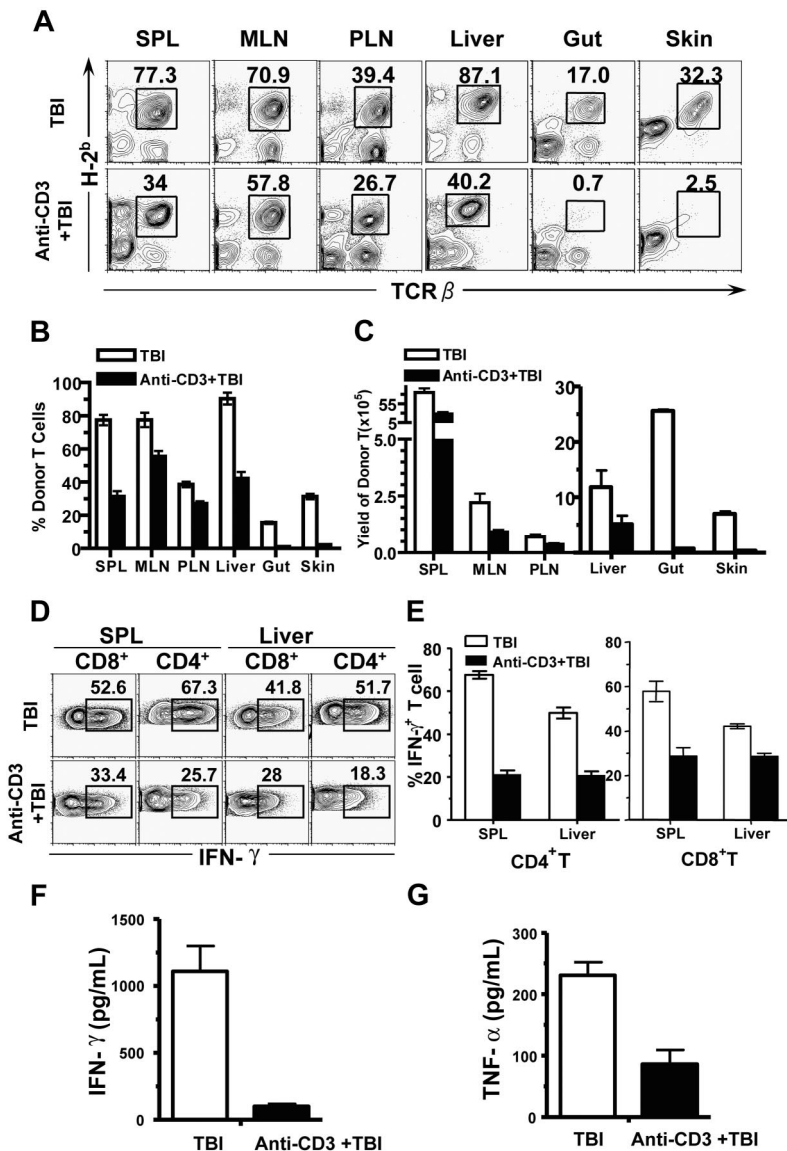 A
SPL MLN PLN Liver Gut Skin
77.3 70.9 39.4 87.1 17.0 32.3
TBI
H-2b
34 57.8 26.7 40.2 0.7 2.5
Anti-CD3
+TBI
TCR β
B
TBI
Anti-CD3+TBI
% Donor T Cells
100
80
60
40
20
0
SPL MLN PLN Liver Gut Skin
C
TBI
Anti-CD3+TBI
Yield of Donor T(x10⁵)
55
5
5.0
2.5
0.0
30
20
10
0
SPL MLN PLN Liver Gut Skin
D
SPL Liver
CD8⁺ CD4⁺ CD8⁺ CD4⁺
52.6 67.3 41.8 51.7
TBI
33.4 25.7 28 18.3
Anti-CD3
+TBI
IFN- γ
E
TBI
Anti-CD3+TBI
% IFN-γ⁺ T cell
80
60
40
20
0
SPL Liver
CD4⁺T
80
60
40
20
0
SPL Liver
CD8⁺T
F
IFN- γ (pg/mL)
1500
1000
500
0
TBI Anti-CD3 +TBI
G
TNF- α (pg/mL)
300
200
100
0
TBI Anti-CD3 +TBI